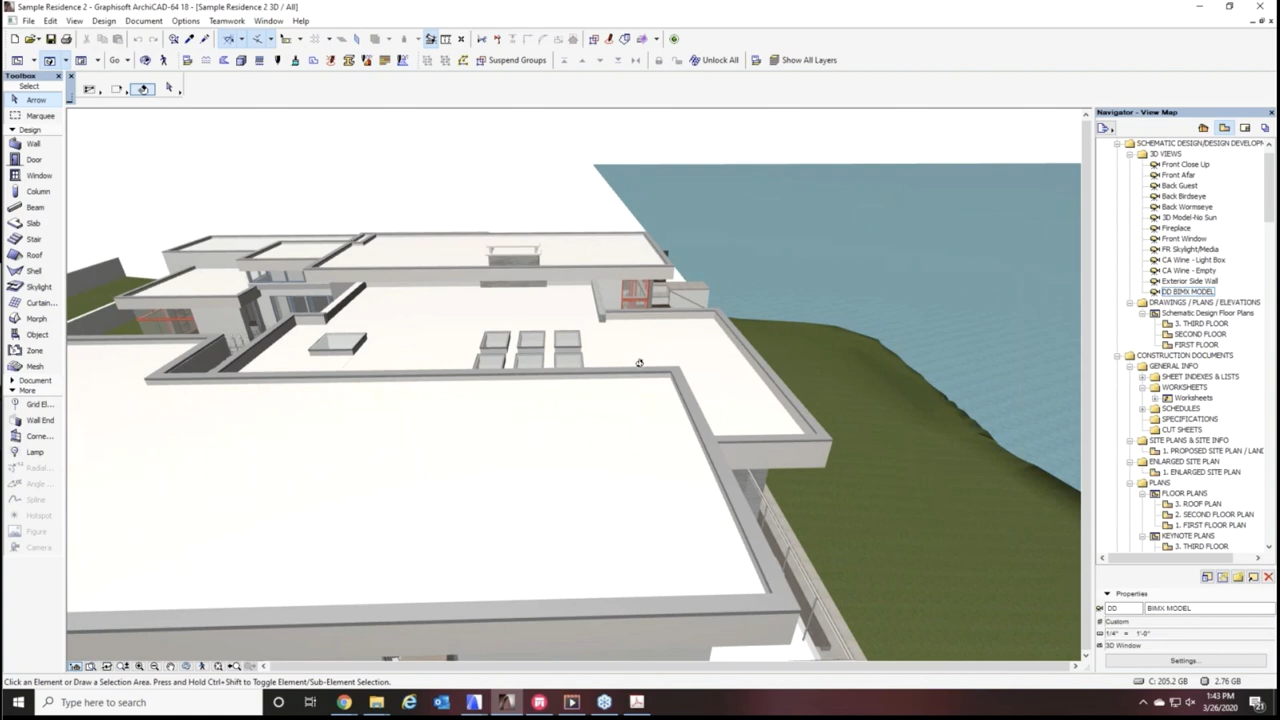 Sample Residence 2 - Graphisoft ArchiCAD-64 18 - [Sample Residence 2 3D / All]
File Edit View Design Document Options Teamwork Window Help
Go
Suspend Groups
Unlock All
Show All Layers
Toolbox
Select
Arrow
Marquee
Design
Wall
Door
Window
Column
Beam
Slab
Stair
Roof
Shell
Skylight
Curtain...
Morph
Object
Zone
Mesh
Document
More
Grid El...
Wall End
Corne...
Lamp
Radial...
Angle ...
Spline
Hotspot
Figure
Camera
Navigator - View Map
SCHEMATIC DESIGN/DESIGN DEVELOPM
3D VIEWS
Front Close Up
Front Afar
Back Guest
Back Birdseye
Back Wormseye
3D Model-No Sun
Fireplace
Front Window
FR Skylight/Media
CA Wine - Light Box
CA Wine - Empty
Exterior Side Wall
DD BIMX MODEL
DRAWINGS / PLANS / ELEVATIONS
Schematic Design Floor Plans
3. THIRD FLOOR
SECOND FLOOR
FIRST FLOOR
CONSTRUCTION DOCUMENTS
GENERAL INFO
SHEET INDEXES & LISTS
WORKSHEETS
Worksheets
SCHEDULES
SPECIFICATIONS
CUT SHEETS
SITE PLANS & SITE INFO
1. PROPOSED SITE PLAN / LAND
ENLARGED SITE PLAN
1. ENLARGED SITE PLAN
PLANS
FLOOR PLANS
3. ROOF PLAN
2. SECOND FLOOR PLAN
1. FIRST FLOOR PLAN
KEYNOTE PLANS
3. THIRD FLOOR
Properties
DD BIMX MODEL
Custom
1/4" = 1'-0"
3D Window
Settings...
Click an Element or Draw a Selection Area. Press and Hold Ctrl+Shift to Toggle Element/Sub-Element Selection.
C: 205.2 GB
2.76 GB
Type here to search
1:43 PM
3/26/2020
21